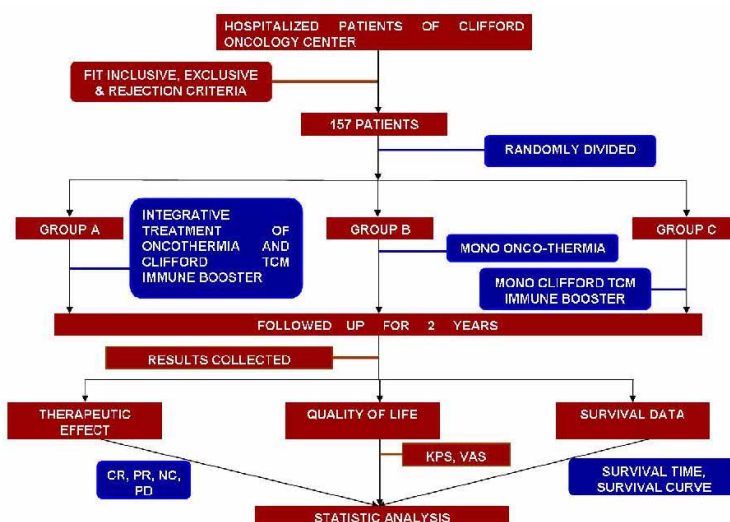 HOSPITALIZED PATIENTS OF CLIFFORD
ONCOLOGY CENTER
FIT INCLUSIVE, EXCLUSIVE
& REJECTION CRITERIA
157 PATIENTS
RANDOMLY DIVIDED
GROUP A
INTEGRATIVE
TREATMENT OF
ONCOTHERMIA AND
CLIFFORD TCM
IMMUNE BOOSTER
GROUP B
MONO ONCO-THERMIA
GROUP C
MONO CLIFFORD TCM
IMMUNE BOOSTER
FOLLOWED UP FOR 2 YEARS
RESULTS COLLECTED
THERAPEUTIC
EFFECT
QUALITY OF LIFE
SURVIVAL DATA
CR, PR, NC,
PD
KPS, VAS
SURVIVAL TIME,
SURVIVAL CURVE
STATISTIC ANALYSIS